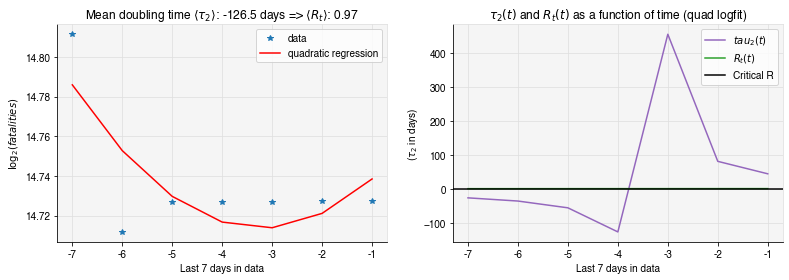 Mean doubling time ⟨τ₂⟩: -126.5 days => ⟨Rₜ⟩: 0.97
data
quadratic regression
14.80
14.78
14.76
14.74
14.72
log₂(fatalities)
-7 -6 -5 -4 -3 -2 -1
Last 7 days in data
τ₂(t) and Rₜ(t) as a function of time (quad logfit)
tau₂(t)
Rₜ(t)
Critical R
400
300
200
100
0
−100
(τ₂ in days)
-7 -6 -5 -4 -3 -2 -1
Last 7 days in data